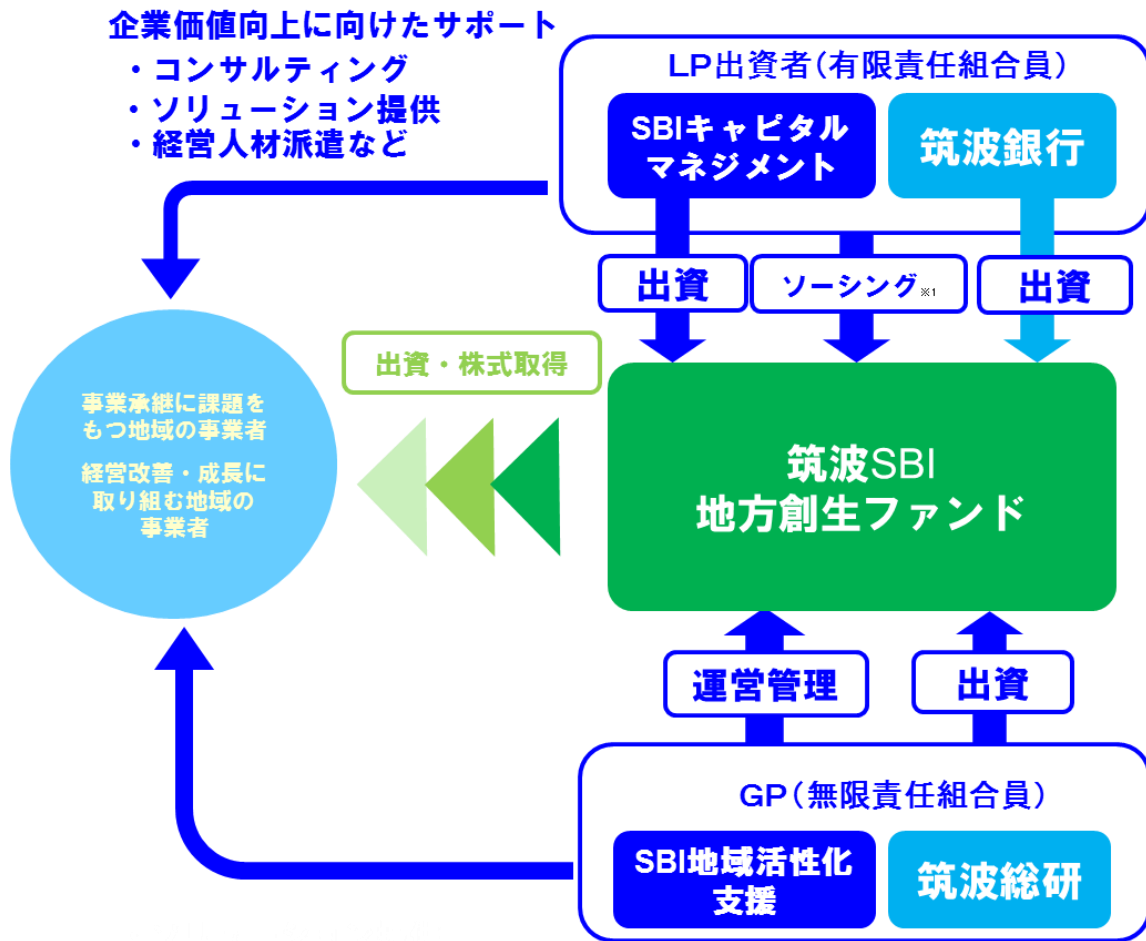 企業価値向上に向けたサポート
・コンサルティング
・ソリューション提供
・経営人材派遣など
LP出資者(有限責任組合員)
SBIキャピタル
マネジメント
筑波銀行
出資
ソーシング※1
出資
出資・株式取得
事業承継に課題を
もつ地域の事業者
経営改善・成長に
取り組む地域の
事業者
筑波SBI
地方創生ファンド
運営管理
出資
GP(無限責任組合員)
SBI地域活性化
支援
筑波総研